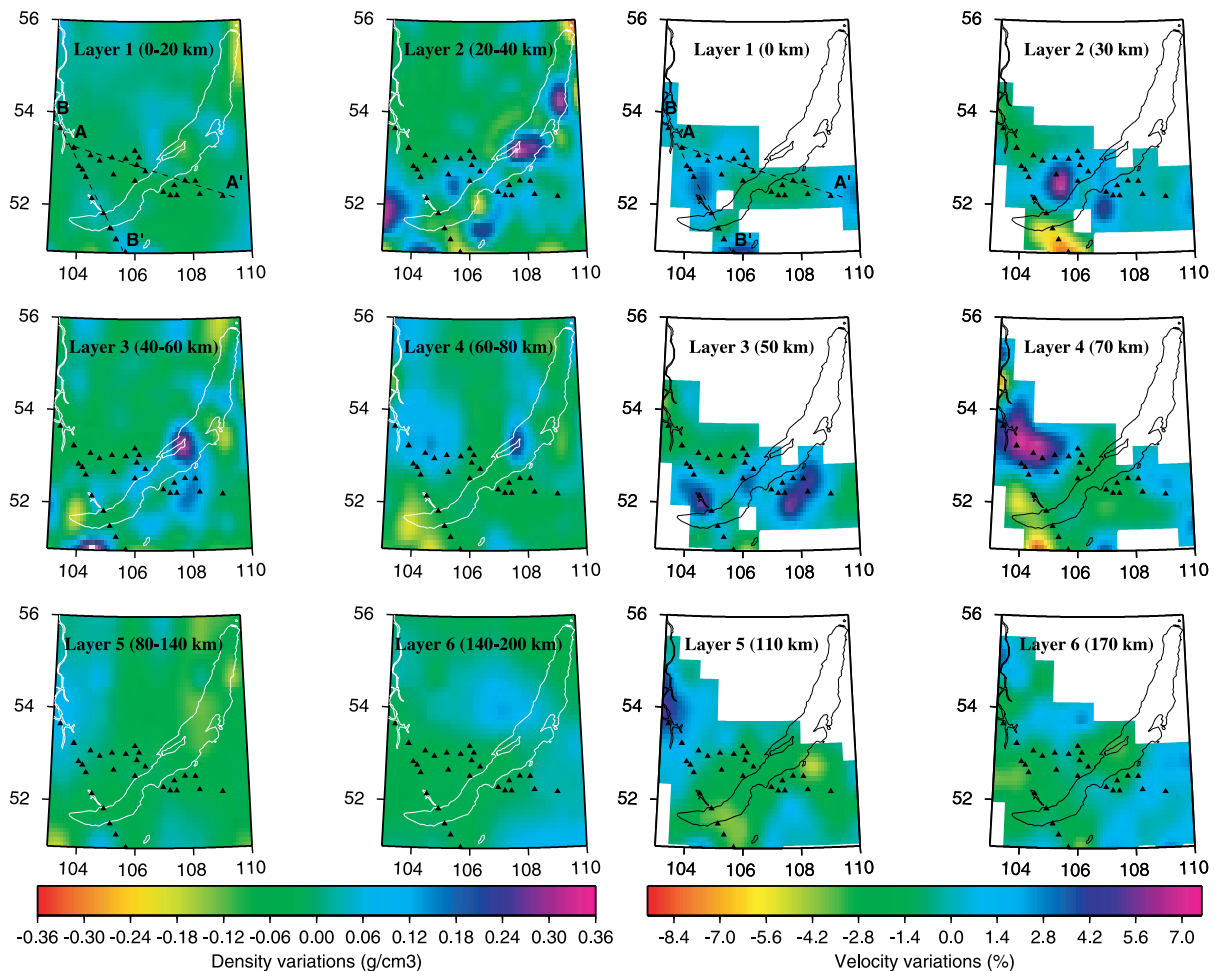 56 Layer 1 (0-20 km) Layer 2 (20-40 km) 56 Layer 1 (0 km) Layer 2 (30 km)
54 B 54 B
A A
A' A'
52 52
B' B'
104 106 108 110 104 106 108 110 104 106 108 110 104 106 108 110
56 Layer 3 (40-60 km) 56 Layer 4 (60-80 km) 56 Layer 3 (50 km) 56 Layer 4 (70 km)
54 54 54 54
52 52 52 52
104 106 108 110 104 106 108 110 104 106 108 110 104 106 108 110
56 Layer 5 (80-140 km) 56 Layer 6 (140-200 km) 56 Layer 5 (110 km) 56 Layer 6 (170 km)
54 54 54 54
52 52 52 52
104 106 108 110 104 106 108 110 104 106 108 110 104 106 108 110
-0.36 -0.30 -0.24 -0.18 -0.12 -0.06 0.00 0.06 0.12 0.18 0.24 0.30 0.36
Density variations (g/cm3)
-8.4 -7.0 -5.6 -4.2 -2.8 -1.4 0.0 1.4 2.8 4.2 5.6 7.0
Velocity variations (%)